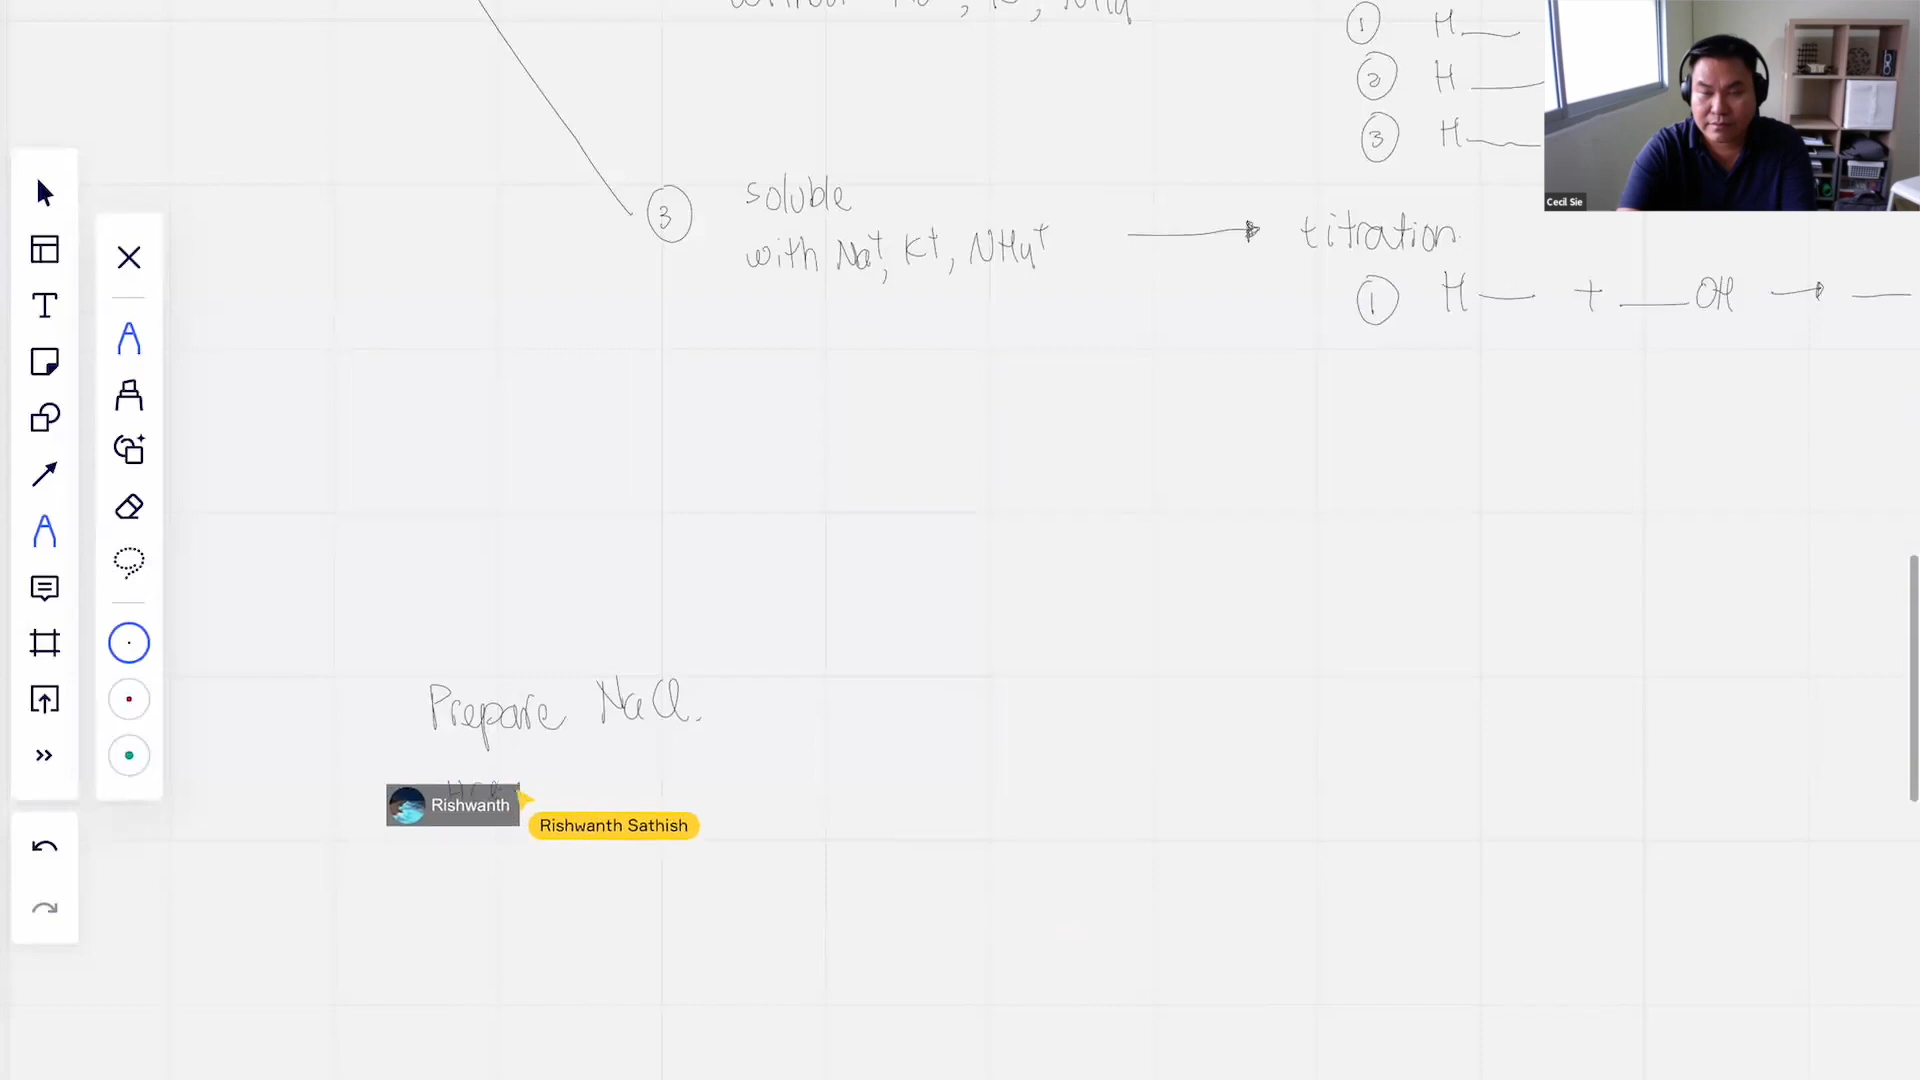 ① H
② H
③ H
Cecil Sie
③ soluble
with Na⁺, K⁺, NH4⁺ → titration.
① H + OH →
Prepare NaCl.
Rishwanth
Rishwanth Sathish